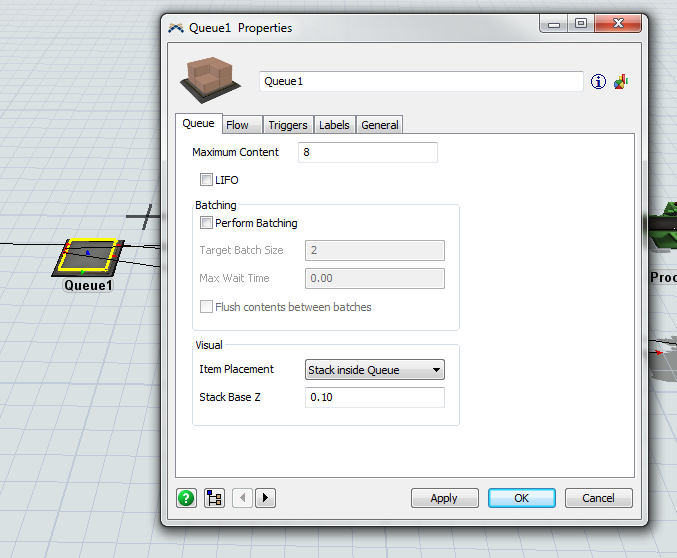 Queue1 Properties
Queue1
Queue Flow Triggers Labels General
Maximum Content 8
LIFO
Batching
Perform Batching
Target Batch Size 2
Max Wait Time 0.00
Flush contents between batches
Visual
Item Placement Stack inside Queue
Stack Base Z 0.10
Apply OK Cancel
Queue1
Proc